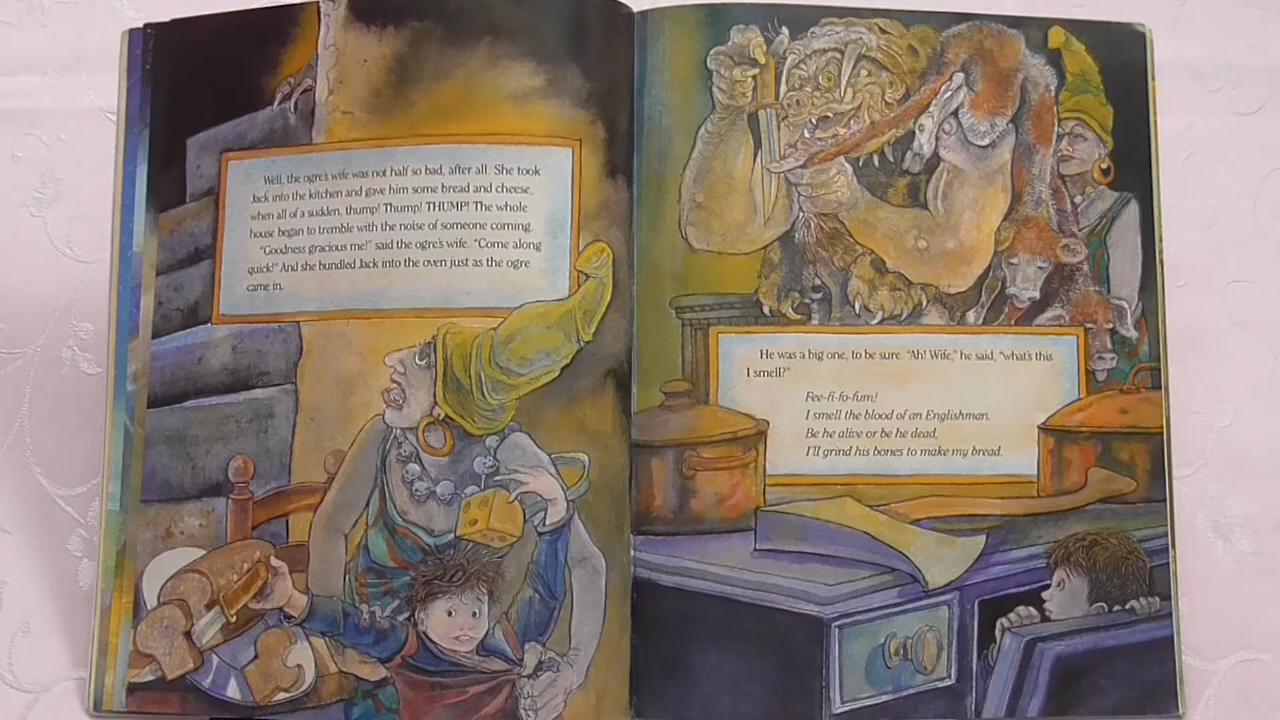 Well, the ogre's wife was not half so bad, after all. She took
Jack into the kitchen and gave him some bread and cheese,
when all of a sudden, thump! Thump! THUMP! The whole
house began to tremble with the noise of someone coming.
"Goodness gracious me!" said the ogre's wife. "Come along
quick!" And she bundled Jack into the oven just as the ogre
came in.
He was a big one, to be sure. "Ah! Wife," he said, "what's this
I smell?"
Fee-fi-fo-fum!
I smell the blood of an Englishman.
Be he alive or be he dead,
I'll grind his bones to make my bread.